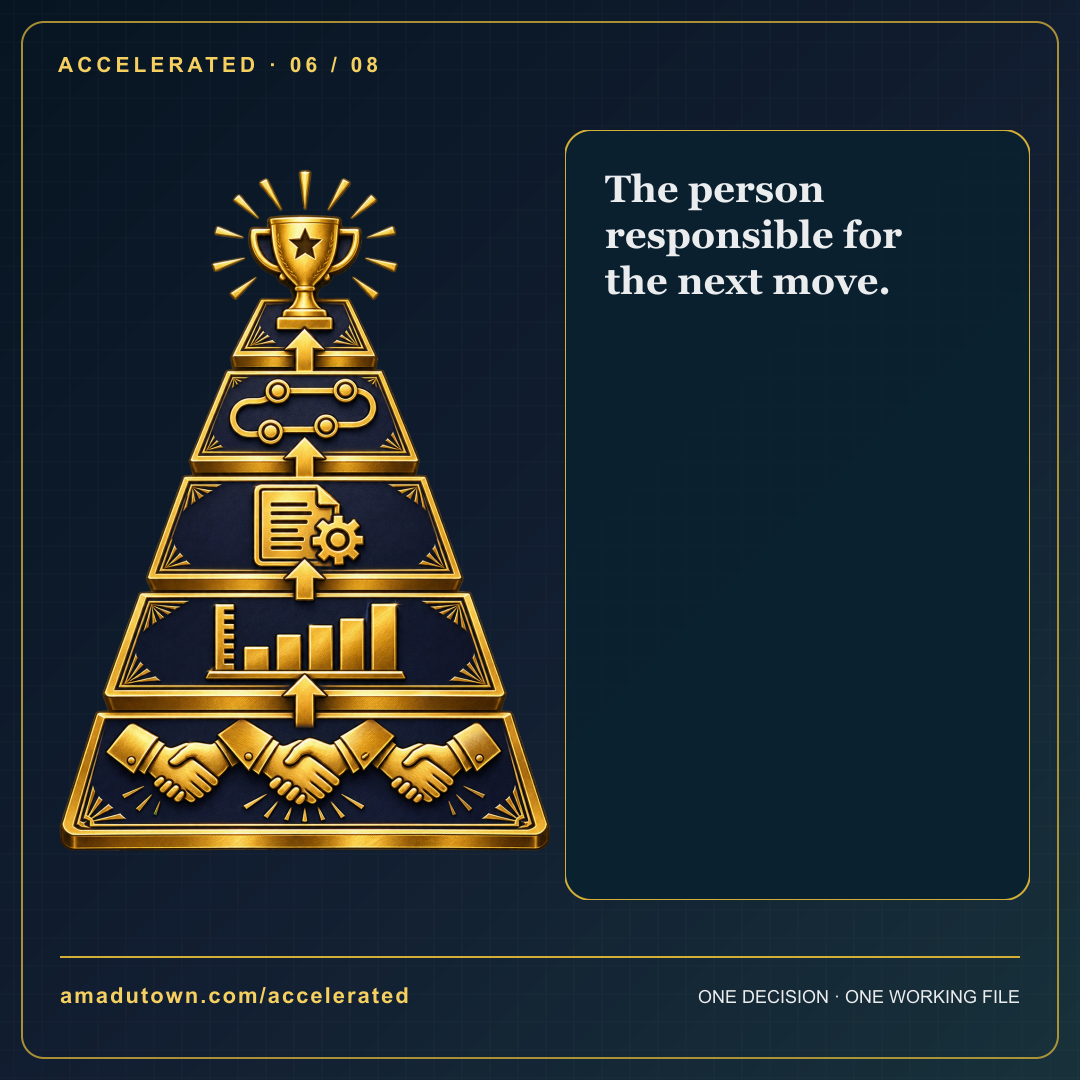 ACCELERATED · 06 / 08
The person
responsible for
the next move.
amadutown.com/accelerated
ONE DECISION · ONE WORKING FILE